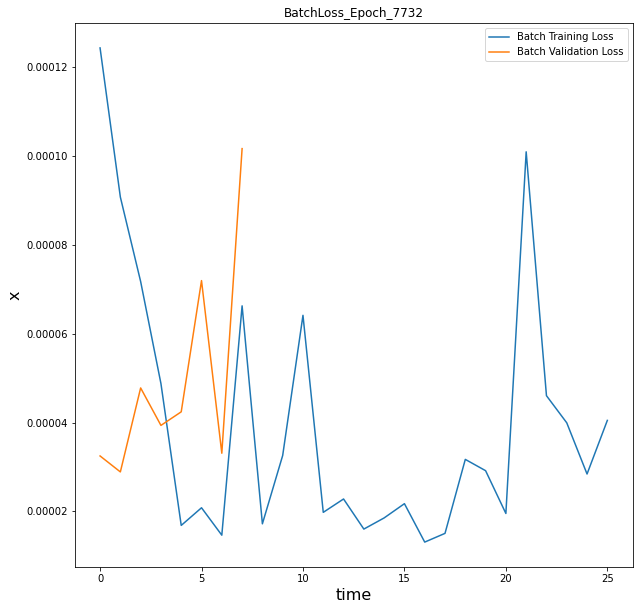 BatchLoss_Epoch_7732
Batch Training Loss
Batch Validation Loss
0.00012
0.00010
0.00008
0.00006
0.00004
0.00002
x
0 5 10 15 20 25
time